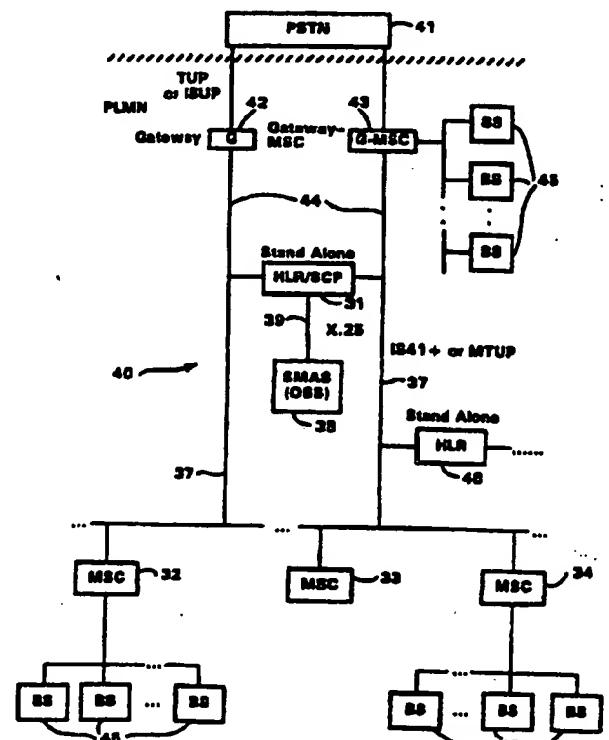 PSTN 41
TUP
or ISUP
PLMN
42
43
Gateway G
Gateway-
MSC
G-MSC
BS
BS
45
BS
44
Stand Alone
HLR/SCP
31
39
X.25
IS41+ or MTUP
40
SMAS
(OSS)
38
37
Stand Alone
HLR
46
37
MSC 32
MSC 33
MSC 34
BS BS ... BS
45
BS ... BS BS